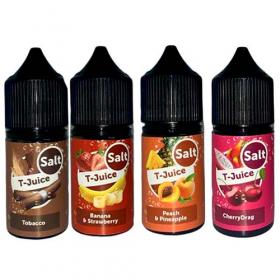 Salt
T-Juice
Tobacco
Salt
T-Juice
Banana
& Strawberry
Salt
T-Juice
Peach
& Pineapple
Salt
T-Juice
CherryDrag